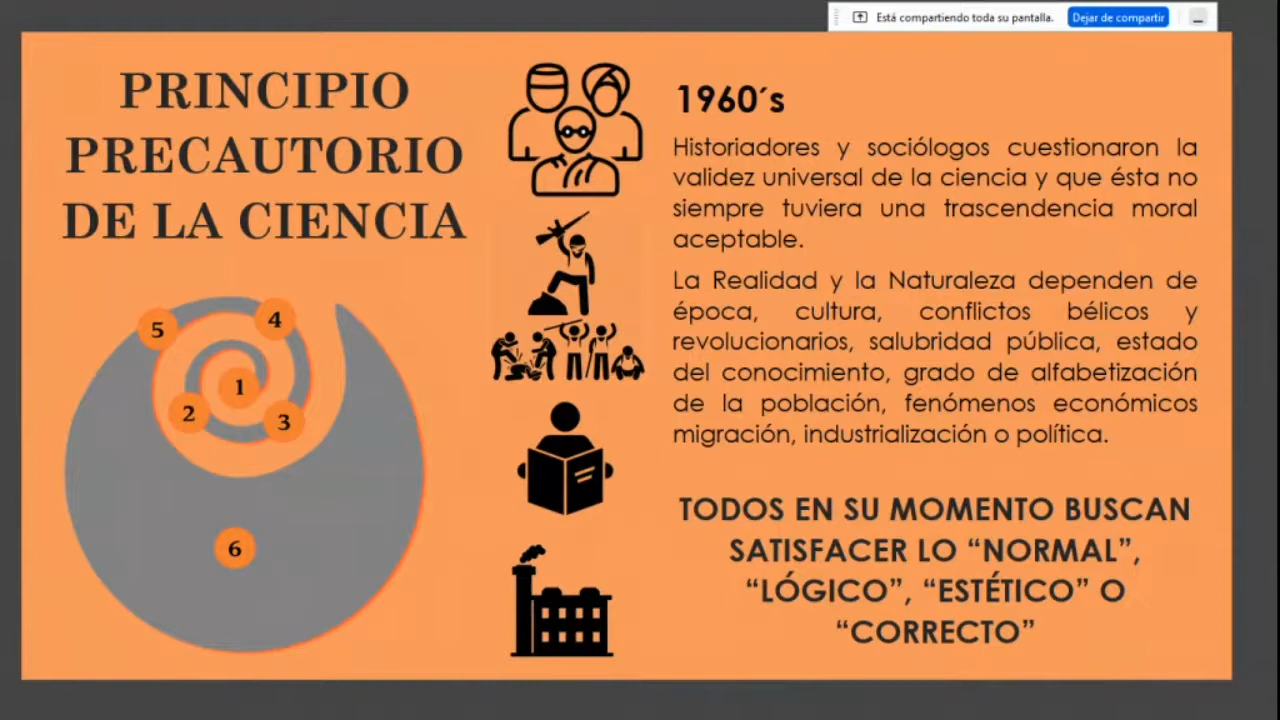 Está compartiendo toda su pantalla.
Dejar de compartir
PRINCIPIO
PRECAUTORIO
DE LA CIENCIA
5
4
1
2
3
6
1960´s
Historiadores y sociólogos cuestionaron la
validez universal de la ciencia y que ésta no
siempre tuviera una trascendencia moral
aceptable.
La Realidad y la Naturaleza dependen de
época, cultura, conflictos bélicos y
revolucionarios, salubridad pública, estado
del conocimiento, grado de alfabetización
de la población, fenómenos económicos
migración, industrialización o política.
TODOS EN SU MOMENTO BUSCAN
SATISFACER LO “NORMAL”,
“LÓGICO”, “ESTÉTICO” O
“CORRECTO”